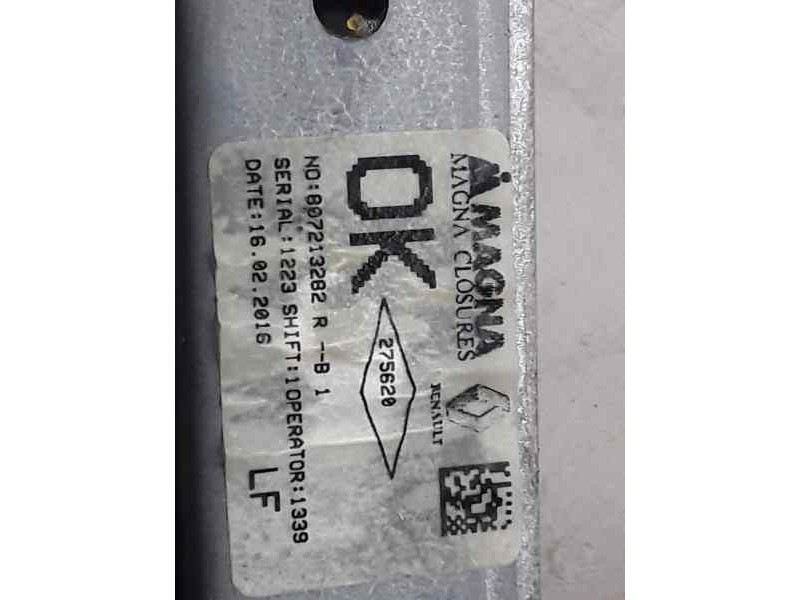 MAGNA
MAGNA CLOSURES
RENAULT
OK
275620
NO:807213282 R --B 1
SERIAL:1223 SHIFT:1OPERATOR:1339
DATE:16.02.2016
LF